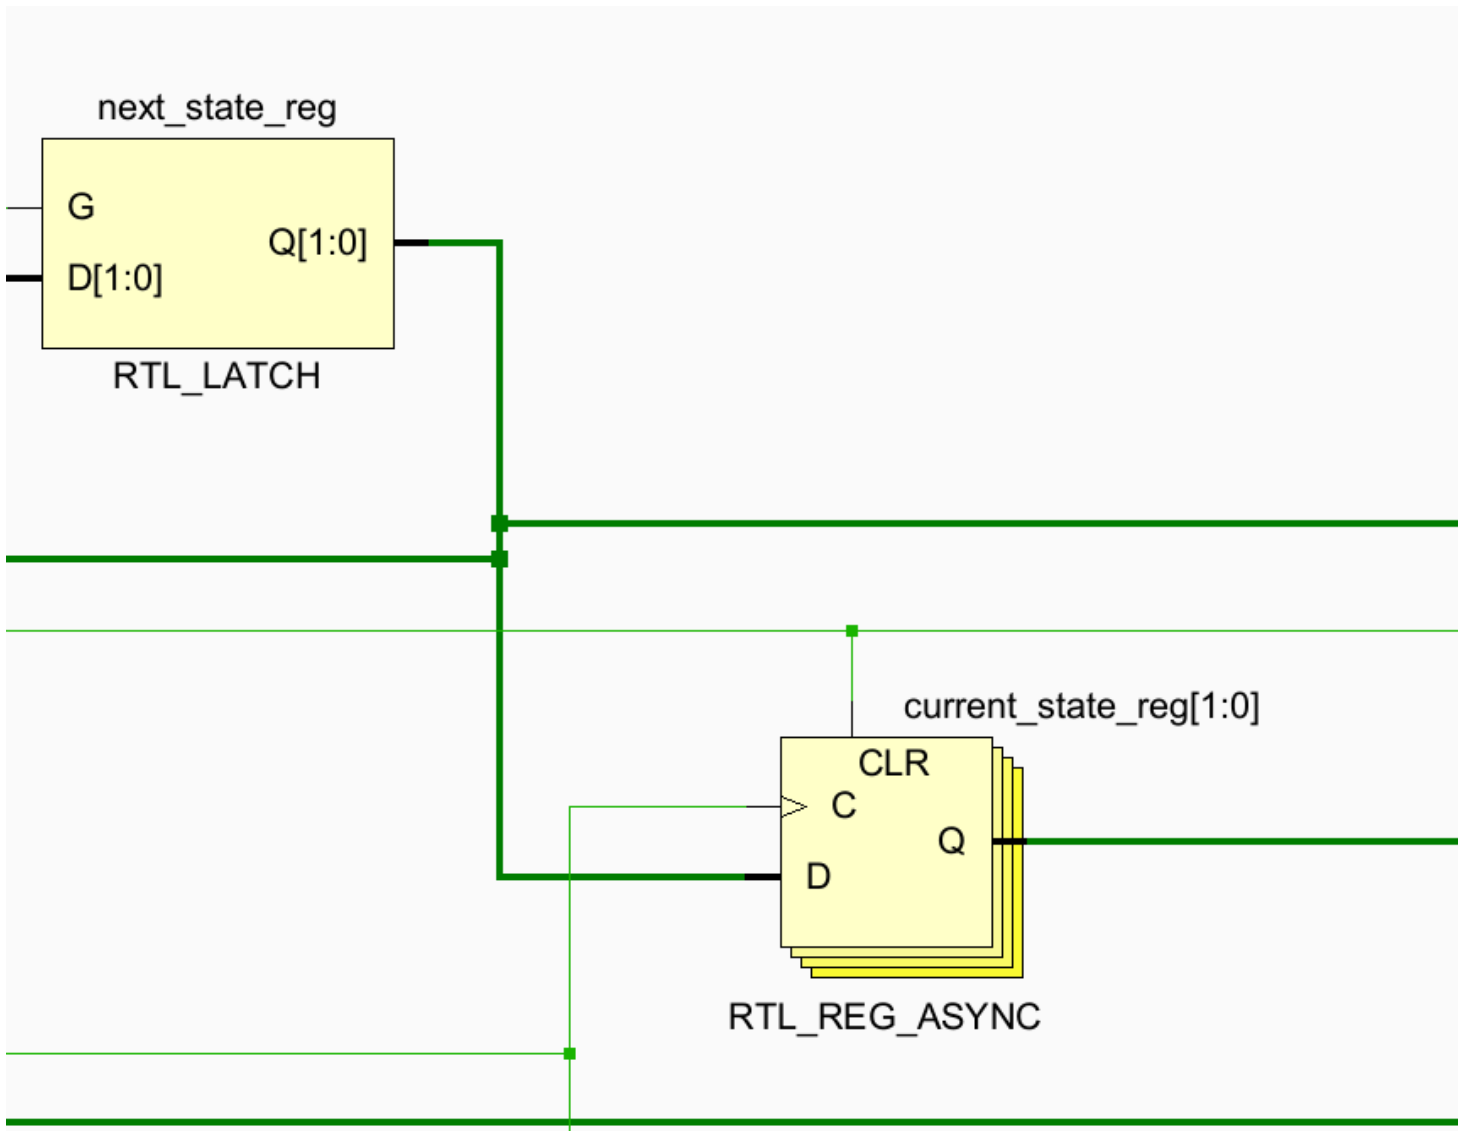 next_state_reg
G
Q[1:0]
D[1:0]
RTL_LATCH
current_state_reg[1:0]
CLR
C
Q
D
RTL_REG_ASYNC